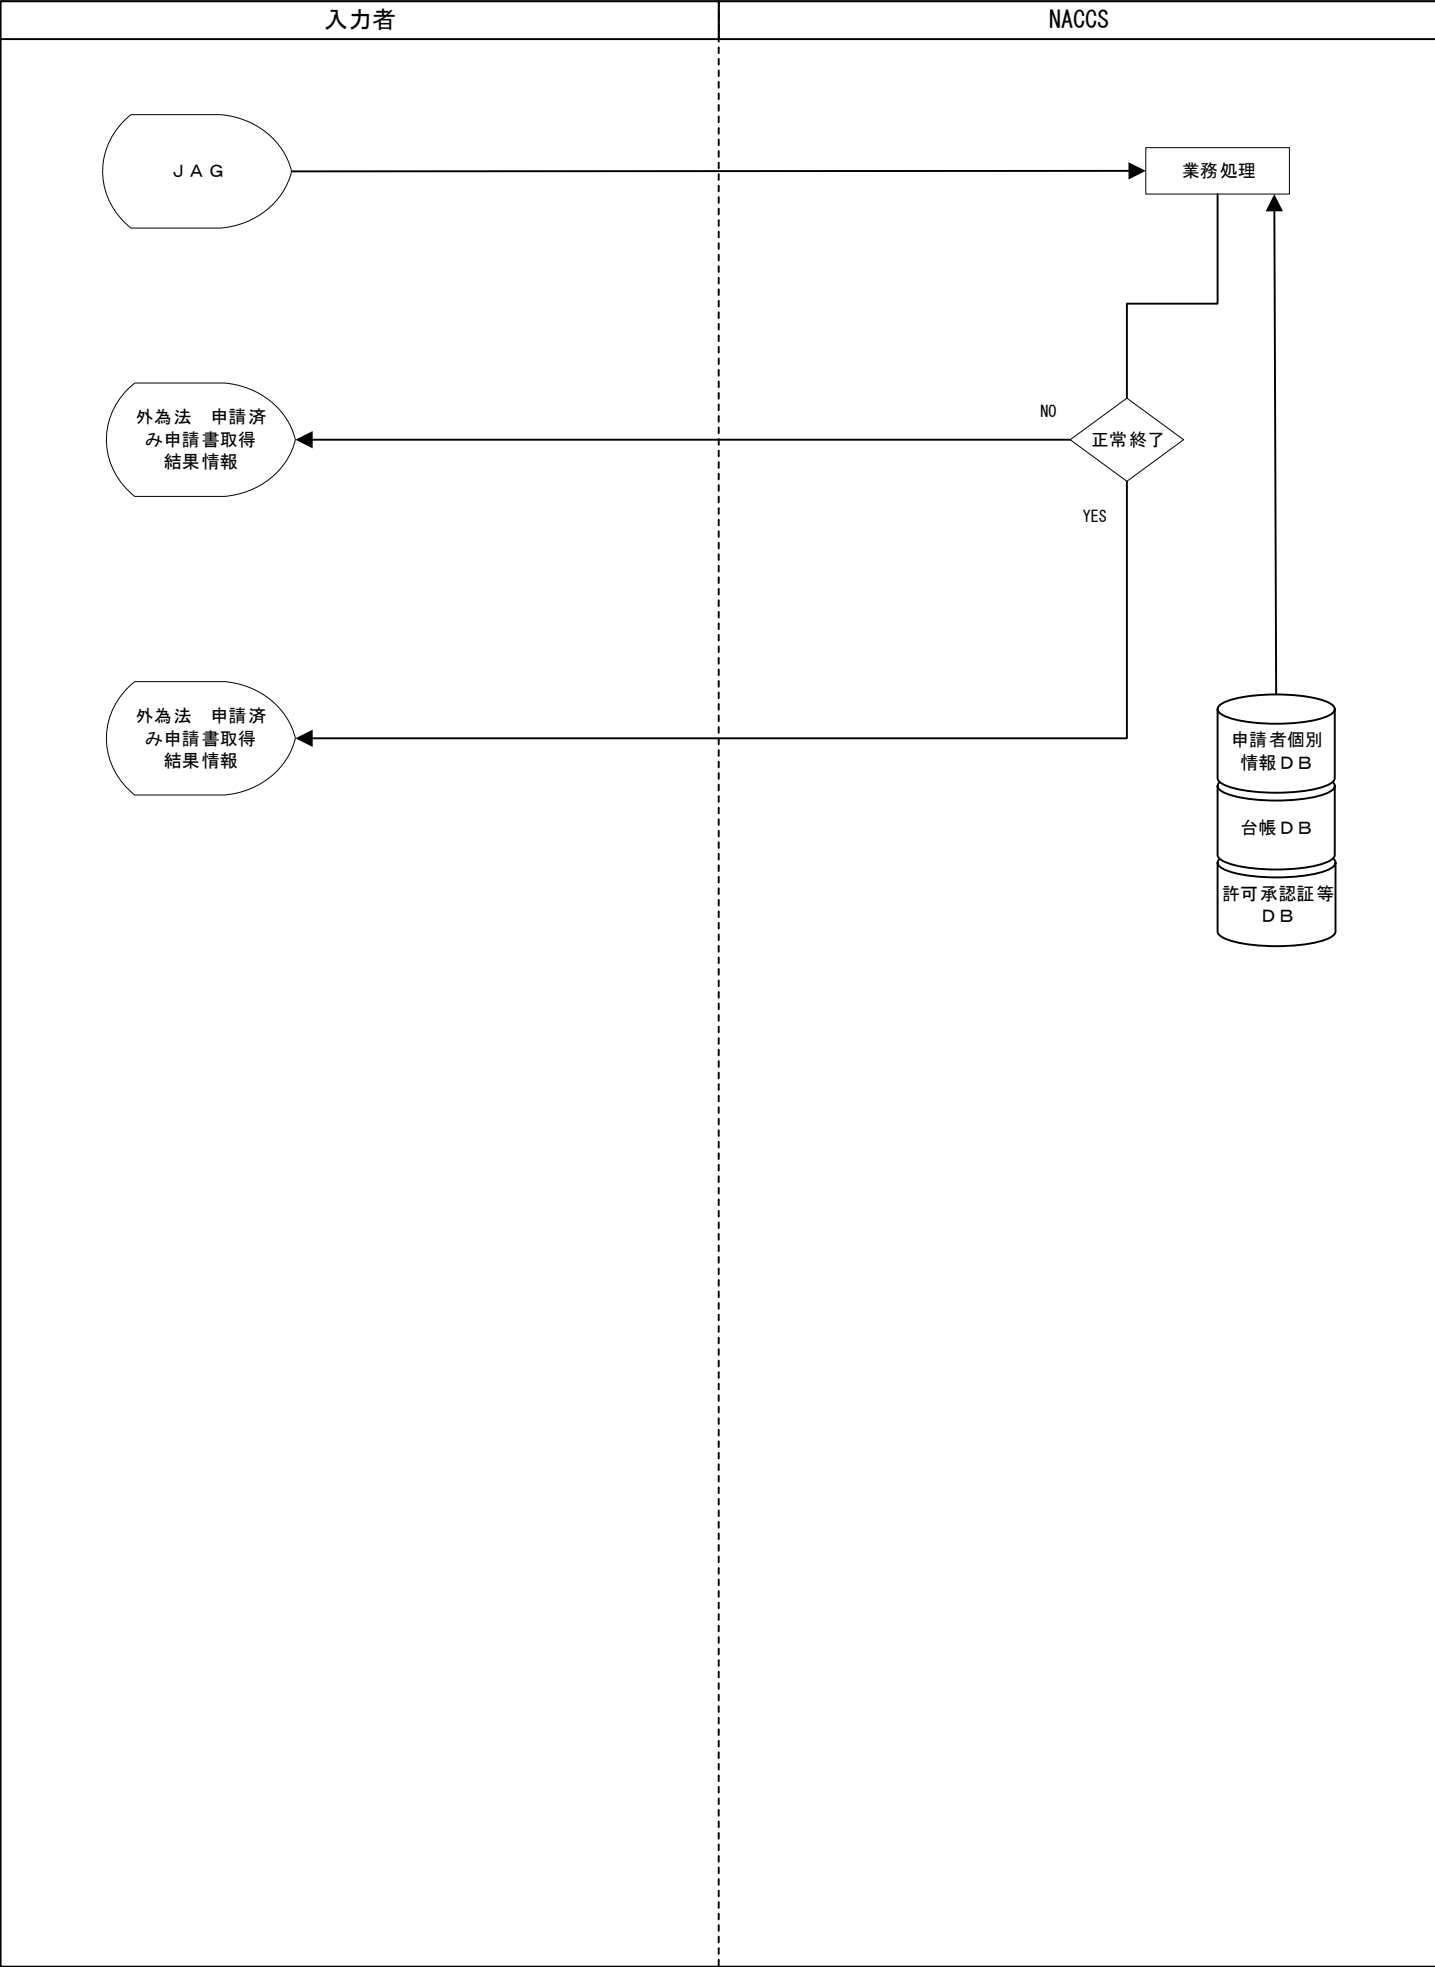 入力者
NACCS
ＪＡＧ
業務処理
外為法　申請済
み申請書取得
結果情報
NO
正常終了
YES
外為法　申請済
み申請書取得
結果情報
申請者個別
情報ＤＢ
台帳ＤＢ
許可承認証等
ＤＢ